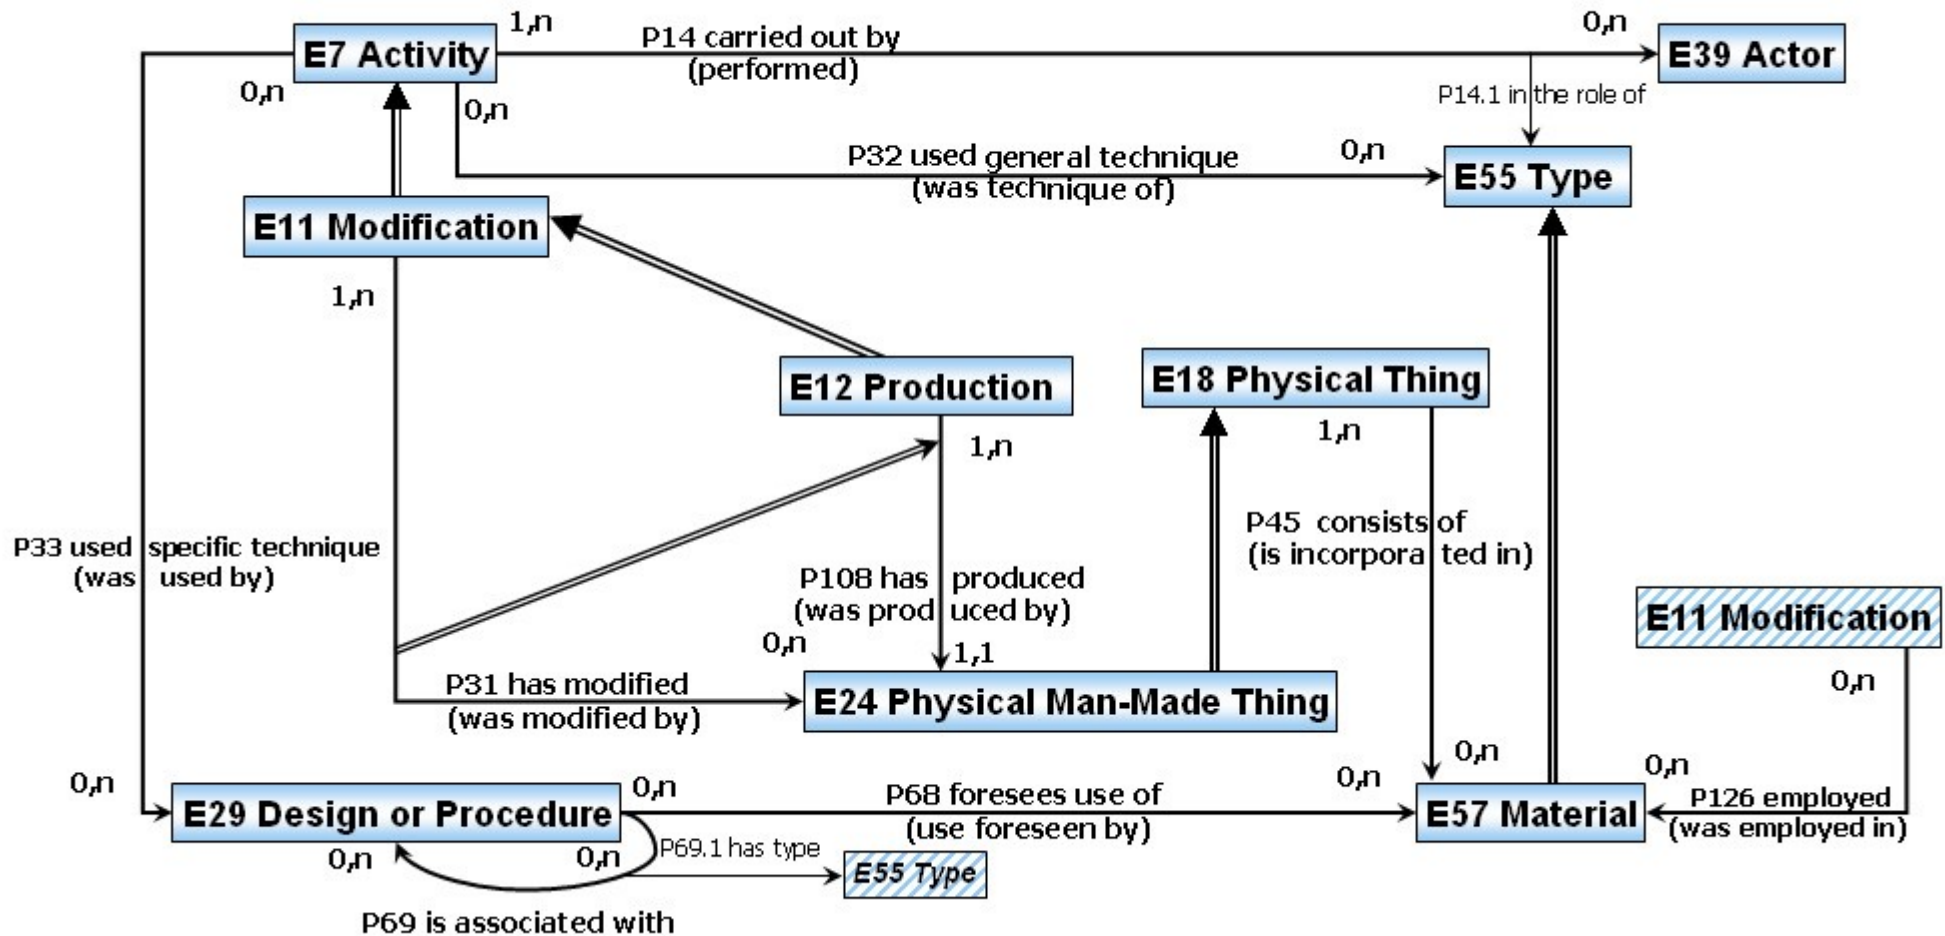 1,n
0,n
E7 Activity
P14 carried out by
(performed)
E39 Actor
0,n
0,n
P14.1 in the role of
P32 used general technique
(was technique of)
0,n
E55 Type
E11 Modification
1,n
E12 Production
E18 Physical Thing
1,n
1,n
P45 consists of
(is incorporated in)
P33 used specific technique
(was used by)
P108 has produced
(was produced by)
E11 Modification
0,n
1,1
0,n
P31 has modified
(was modified by)
E24 Physical Man-Made Thing
0,n
0,n
0,n
0,n
0,n
E29 Design or Procedure
P68 foresees use of
(use foreseen by)
E57 Material
P126 employed
(was employed in)
0,n
0,n
P69.1 has type
E55 Type
P69 is associated with